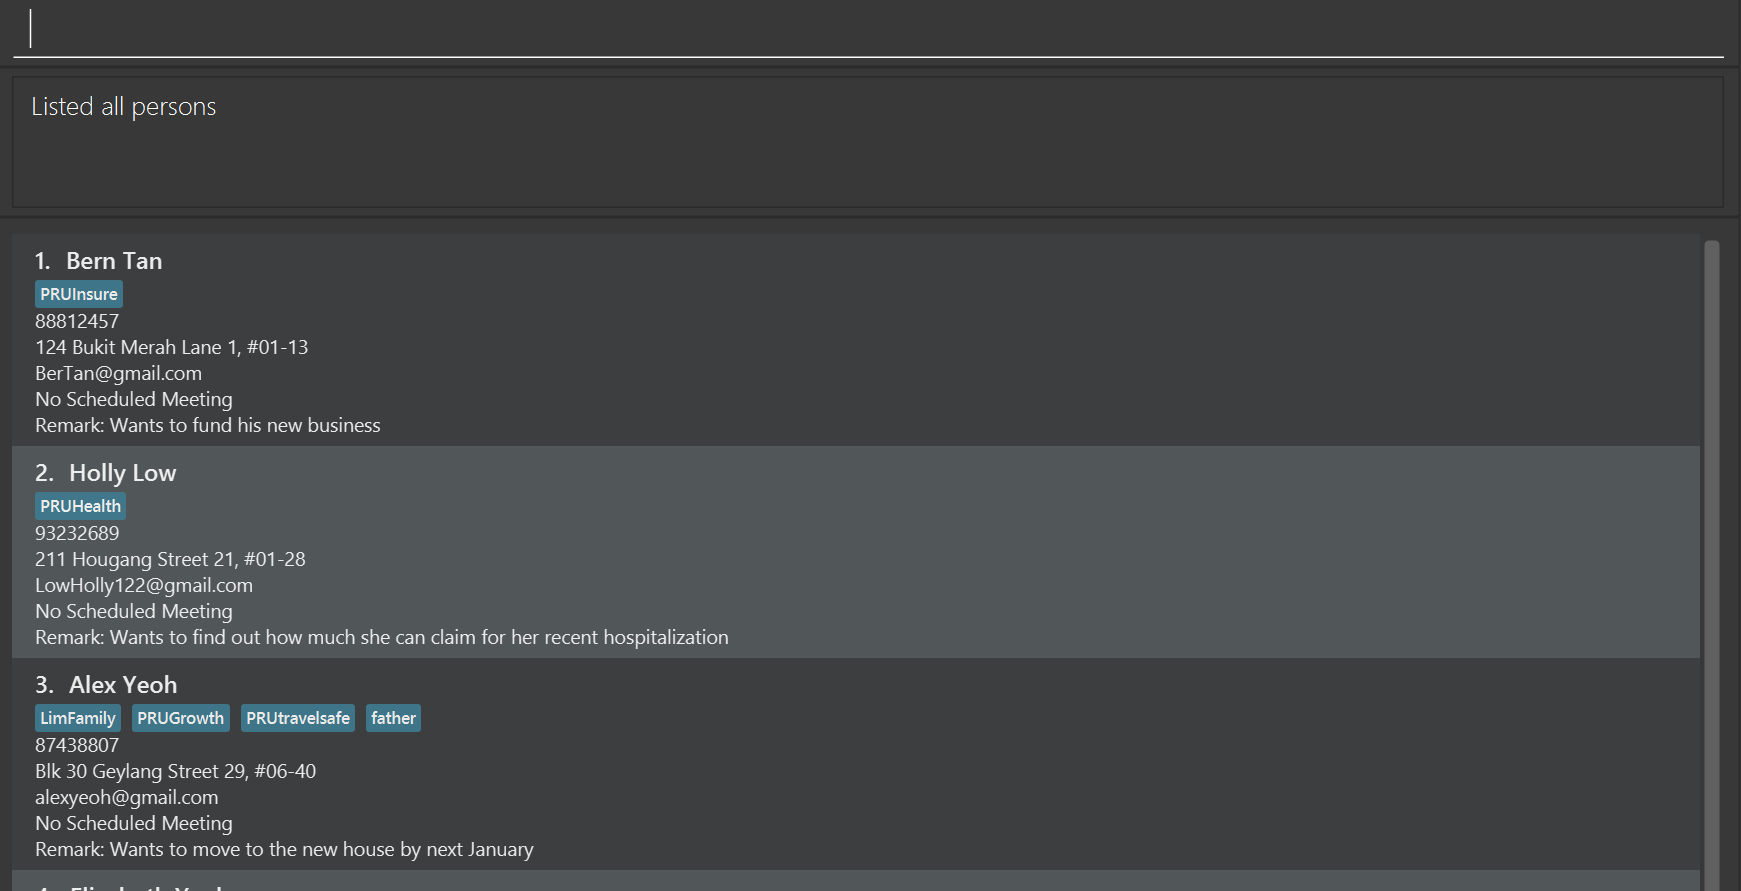 Listed all persons
1. Bern Tan
PRUInsure
88812457
124 Bukit Merah Lane 1, #01-13
BerTan@gmail.com
No Scheduled Meeting
Remark: Wants to fund his new business
2. Holly Low
PRUHealth
93232689
211 Hougang Street 21, #01-28
LowHolly122@gmail.com
No Scheduled Meeting
Remark: Wants to find out how much she can claim for her recent hospitalization
3. Alex Yeoh
LimFamily PRUGrowth PRUtravelsafe father
87438807
Blk 30 Geylang Street 29, #06-40
alexyeoh@gmail.com
No Scheduled Meeting
Remark: Wants to move to the new house by next January